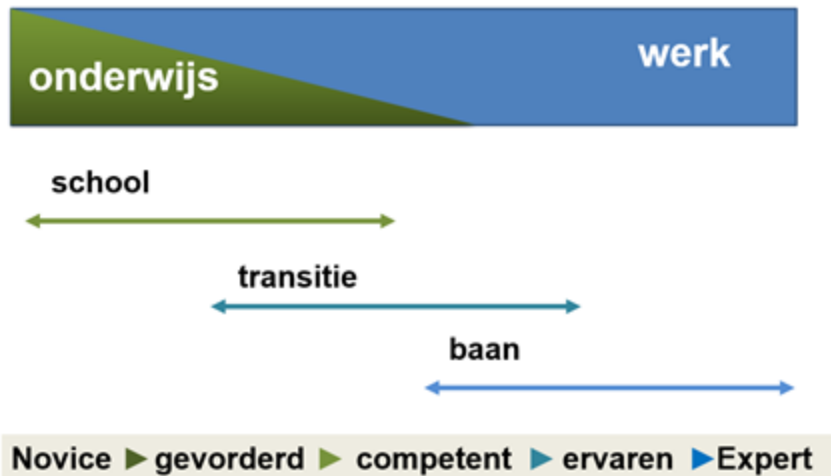 onderwijs
werk
school
transitie
baan
Novice gevorderd competent ervaren Expert